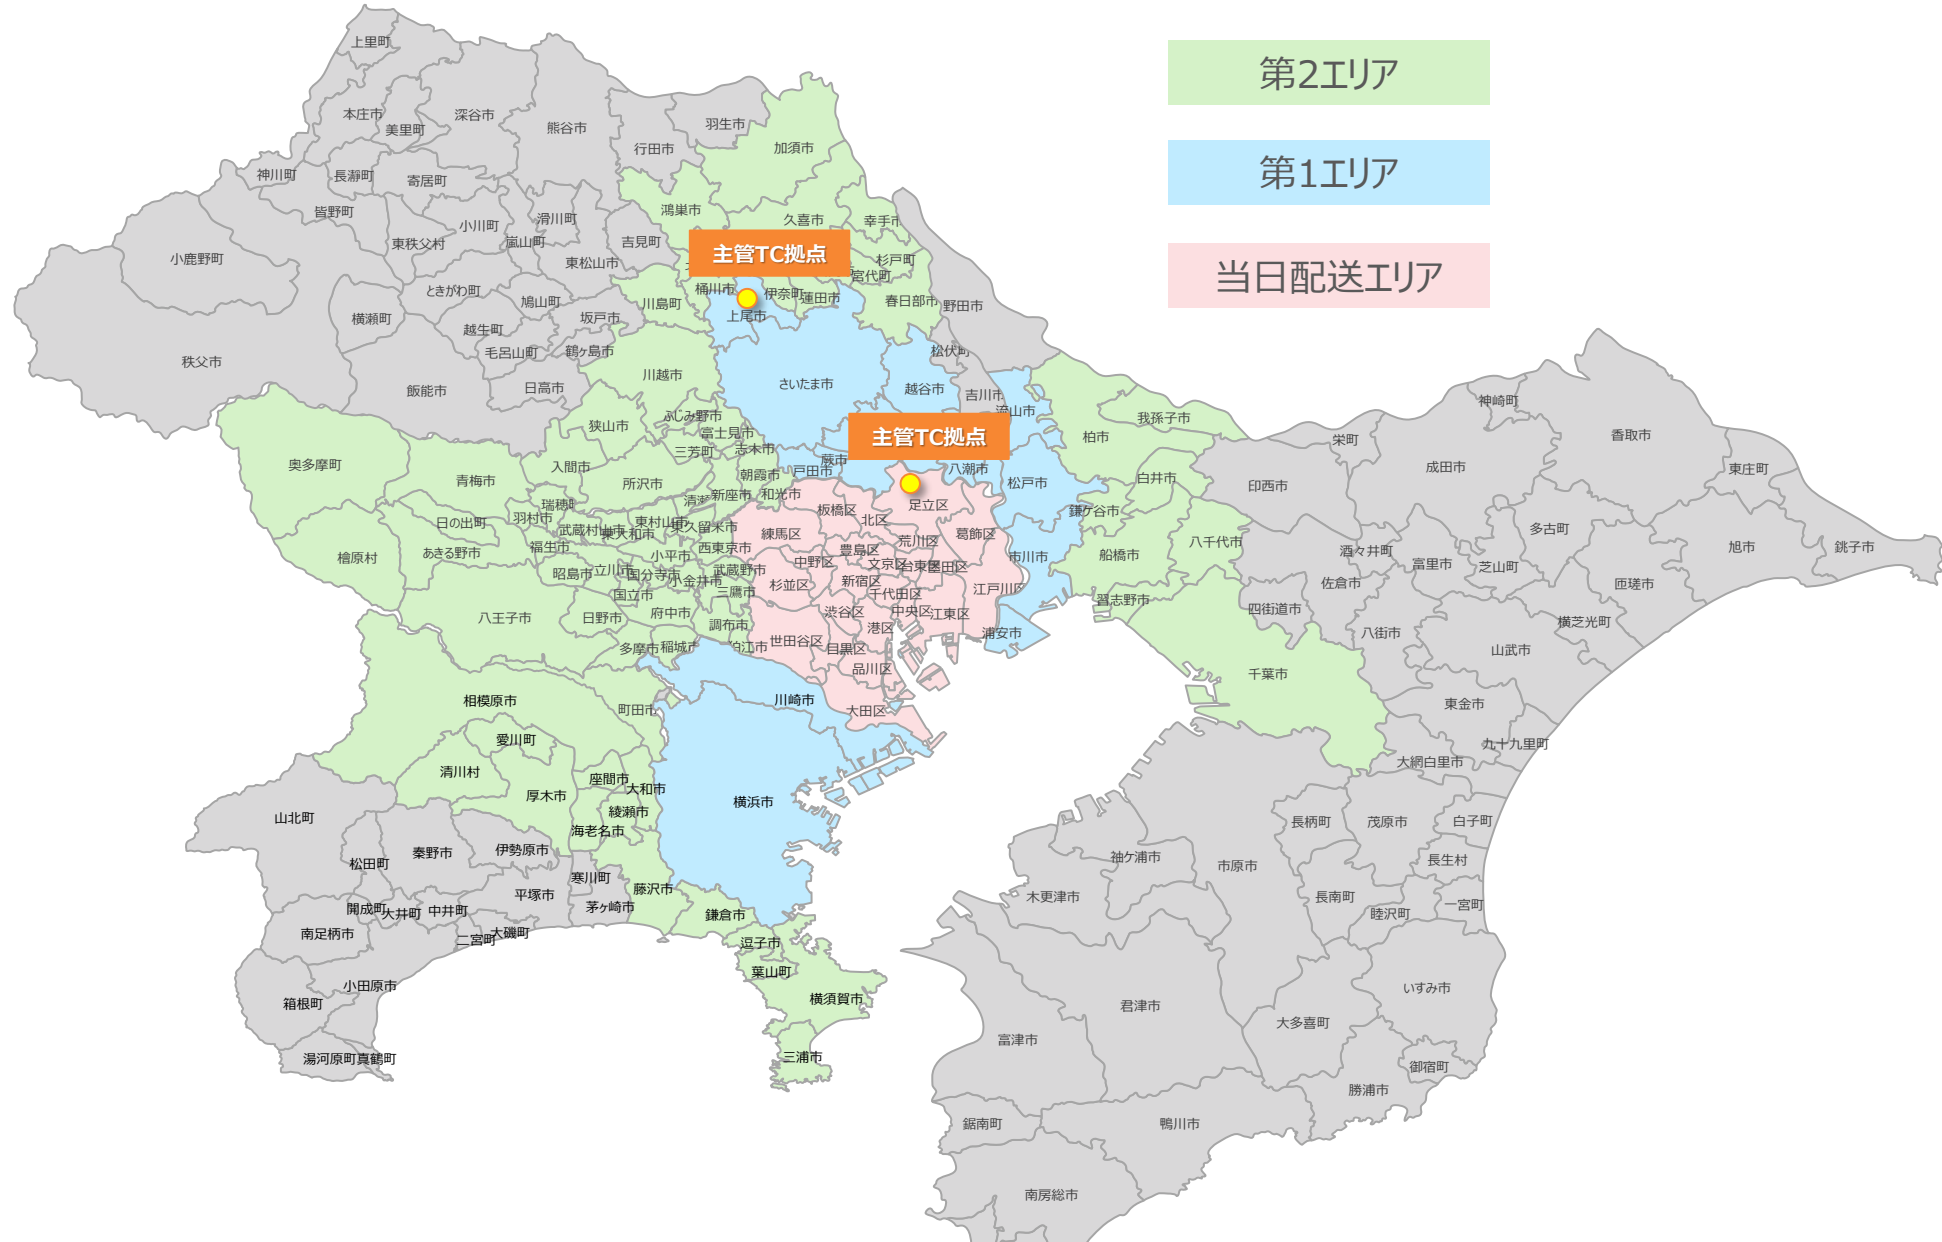 第2エリア
第1エリア
当日配送エリア
主管TC拠点
主管TC拠点
上里町
本庄市
美里町
深谷市
熊谷市
行田市
羽生市
加須市
神川町
長瀞町
寄居町
皆野町
小川町
滑川町
嵐山町
東秩父村
吉見町
東松山市
鴻巣市
久喜市
幸手市
杉戸町
宮代町
小鹿野町
ときがわ町
鳩山町
川島町
桶川市
伊奈町
蓮田市
春日部市
野田市
横瀬町
越生町
坂戸市
上尾市
秩父市
毛呂山町
鶴ヶ島市
松伏町
飯能市
日高市
川越市
さいたま市
越谷市
吉川市
流山市
神崎町
狭山市
ふじみ野市
富士見市
三芳町
志木市
我孫子市
柏市
栄町
香取市
奥多摩町
青梅市
入間市
所沢市
朝霞市
戸田市
蕨市
八潮市
松戸市
白井市
印西市
成田市
東庄町
瑞穂町
清瀬
新座市
和光市
足立区
板橋区
北区
羽村市
日の出町
武蔵村山市
東大和市
東村山市
東久留米市
練馬区
葛飾区
鎌ケ谷市
多古町
檜原村
あきる野市
福生市
小平市
西東京市
豊島区
荒川区
市川市
船橋市
八千代市
酒々井町
富里市
芝山町
旭市
銚子市
昭島市
立川市
国分寺市
小金井市
武蔵野市
中野区
文京区
台東区
墨田区
杉並区
新宿区
千代田区
江戸川区
佐倉市
匝瑳市
国立市
三鷹市
習志野市
四街道市
八王子市
日野市
府中市
調布市
渋谷区
中央区
江東区
港区
浦安市
八街市
横芝光町
多摩市
稲城市
狛江市
世田谷区
目黒区
品川区
山武市
千葉市
相模原市
町田市
川崎市
大田区
東金市
愛川町
九十九里町
大網白里市
清川村
座間市
大和市
厚木市
横浜市
綾瀬市
海老名市
山北町
長柄町
茂原市
白子町
松田町
秦野市
伊勢原市
袖ケ浦市
市原市
長生村
寒川町
藤沢市
平塚市
茅ヶ崎市
木更津市
長南町
睦沢町
一宮町
開成町
大井町
中井町
鎌倉市
南足柄市
二宮町
大磯町
逗子市
葉山町
小田原市
箱根町
横須賀市
君津市
いすみ市
大多喜町
富津市
湯河原町
真鶴町
三浦市
御宿町
勝浦市
鋸南町
鴨川市
南房総市